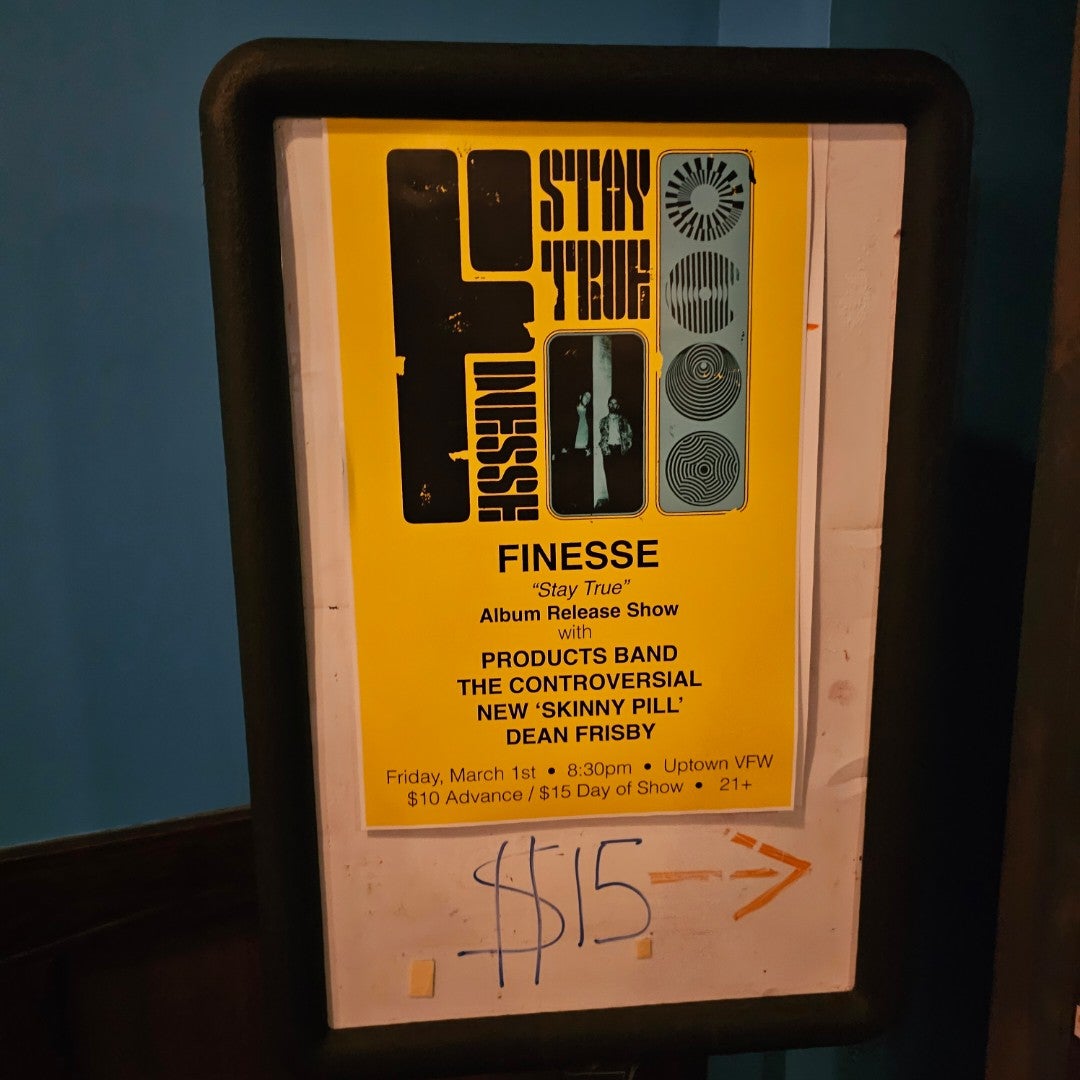 STAY
TRUE
FINESSE
FINESSE
“Stay True”
Album Release Show
with
PRODUCTS BAND
THE CONTROVERSIAL
NEW ‘SKINNY PILL’
DEAN FRISBY
Friday, March 1st • 8:30pm • Uptown VFW
$10 Advance / $15 Day of Show • 21+
$15